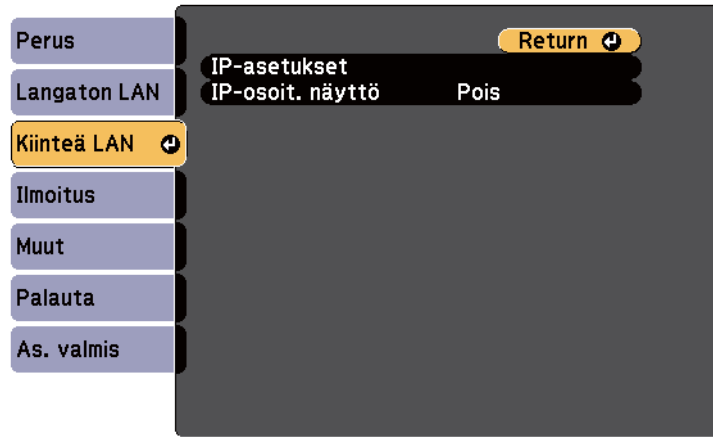 Perus
Langaton LAN
Kiinteä LAN
Ilmoitus
Muut
Palauta
As. valmis
Return
IP-asetukset
IP-osoit. näyttö Pois